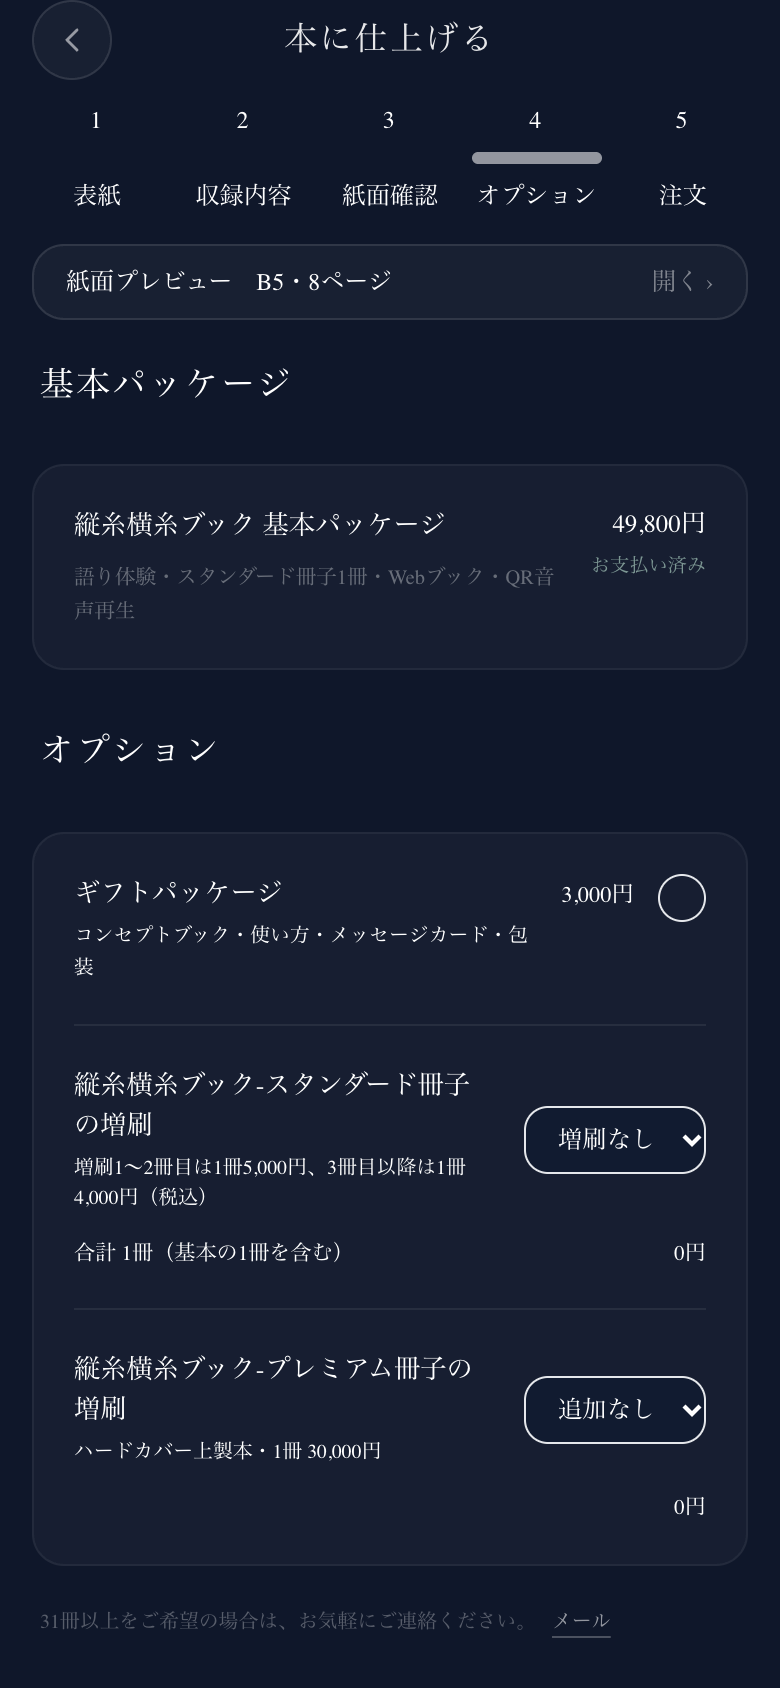 本に仕上げる
1
2
3
4
5
表紙
収録内容
紙面確認
オプション
注文
紙面プレビュー　B5・8ページ
開く ›
基本パッケージ
縦糸横糸ブック 基本パッケージ
49,800円
語り体験・スタンダード冊子1冊・Webブック・QR音
声再生
お支払い済み
オプション
ギフトパッケージ
3,000円
コンセプトブック・使い方・メッセージカード・包
装
縦糸横糸ブック-スタンダード冊子
の増刷
増刷なし
増刷1〜2冊目は1冊5,000円、3冊目以降は1冊
4,000円（税込）
合計 1冊（基本の1冊を含む）
0円
縦糸横糸ブック-プレミアム冊子の
増刷
追加なし
ハードカバー上製本・1冊 30,000円
0円
31冊以上をご希望の場合は、お気軽にご連絡ください。 メール